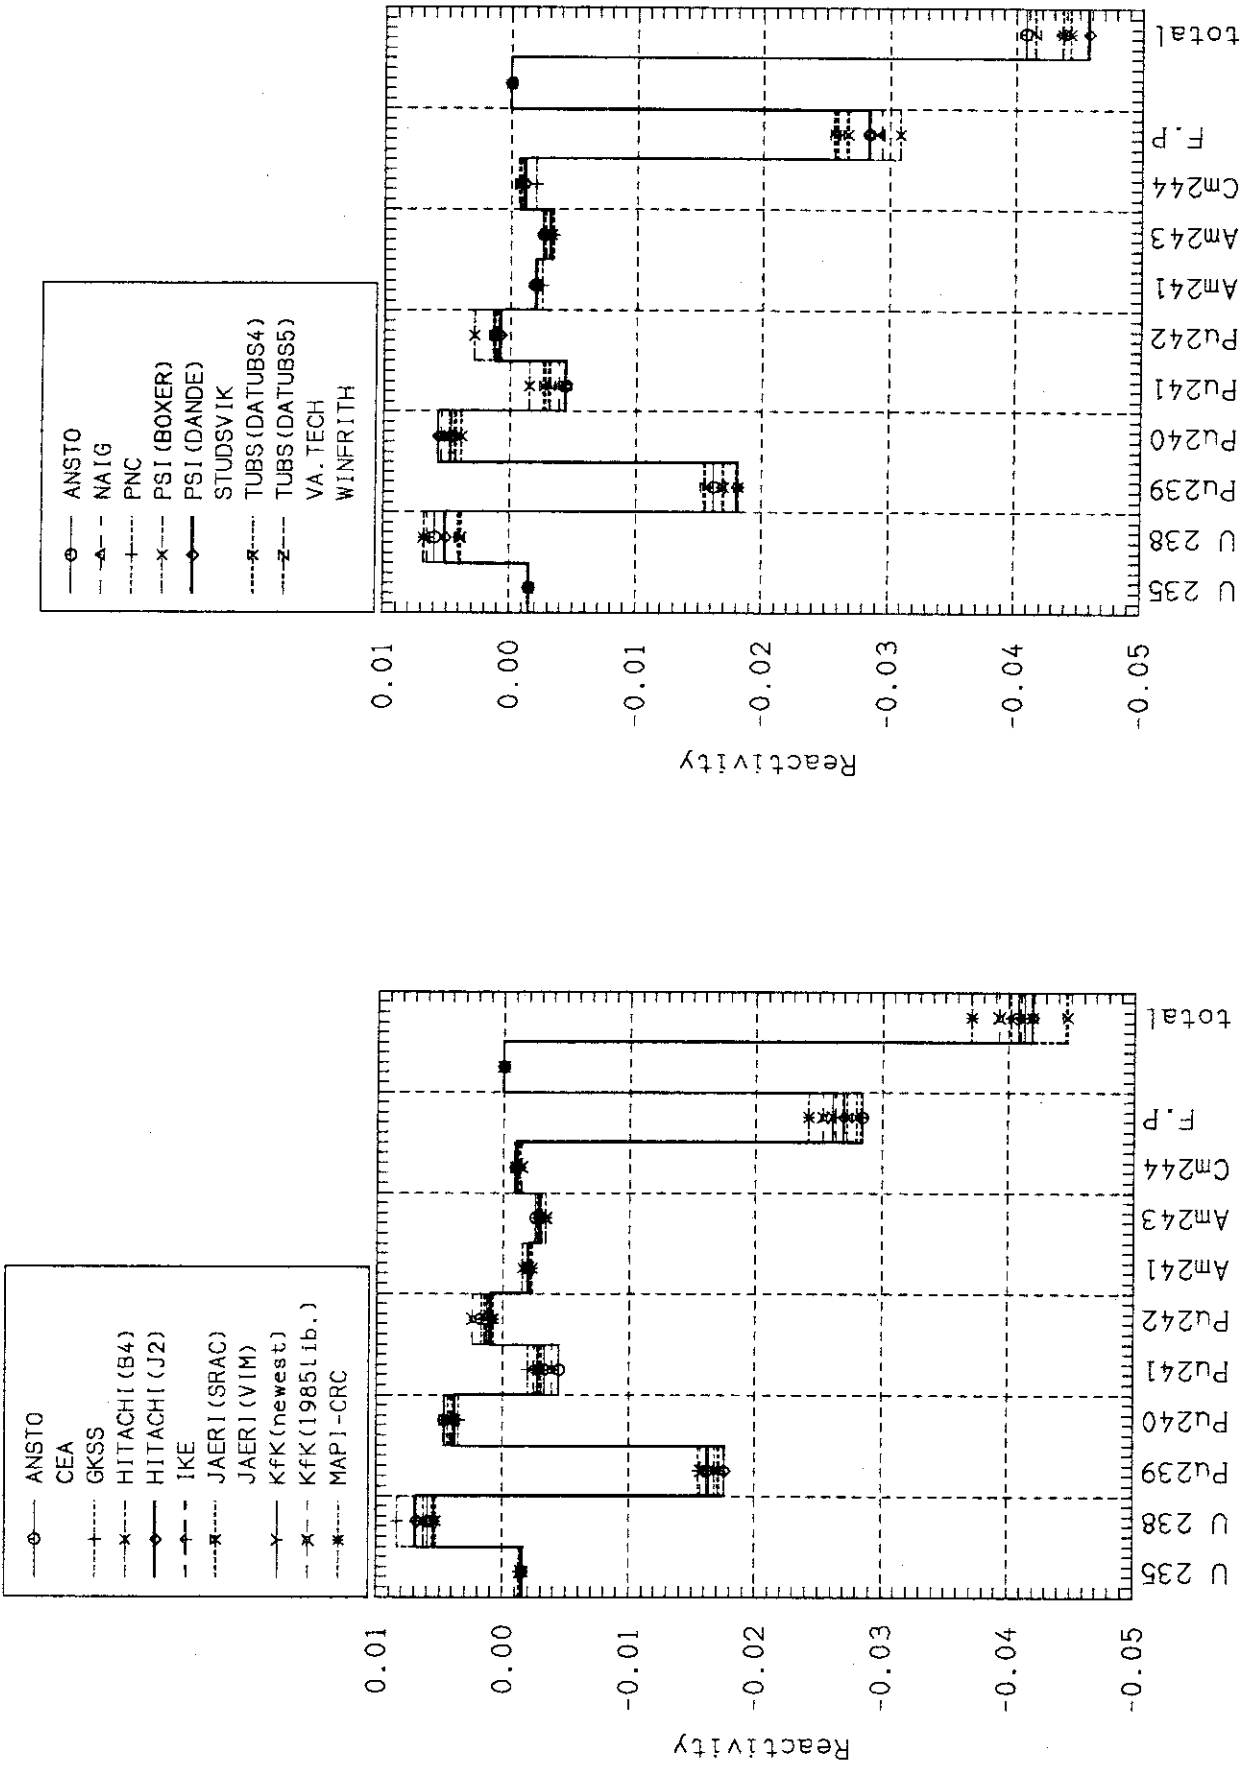 ANSTO
NAIG
PNC
PSI(BOXER)
PSI(DANDE)
STUDSVIK
TUBS(DATUBS4)
TUBS(DATUBS5)
VA.TECH
WINFRITH
0.01
0.00
-0.01
-0.02
-0.03
-0.04
-0.05
Reactivity
total
F.P
Cm244
Am243
Am241
Pu242
Pu241
Pu240
Pu239
U 238
U 235
ANSTO
CEA
GKSS
HITACHI(B4)
HITACHI(J2)
IKE
JAERI(SRAC)
JAERI(VIM)
KfK(newest)
KfK(1985lib.)
MAPI-CRC
0.01
0.00
-0.01
-0.02
-0.03
-0.04
-0.05
Reactivity
total
F.P
Cm244
Am243
Am241
Pu242
Pu241
Pu240
Pu239
U 238
U 235